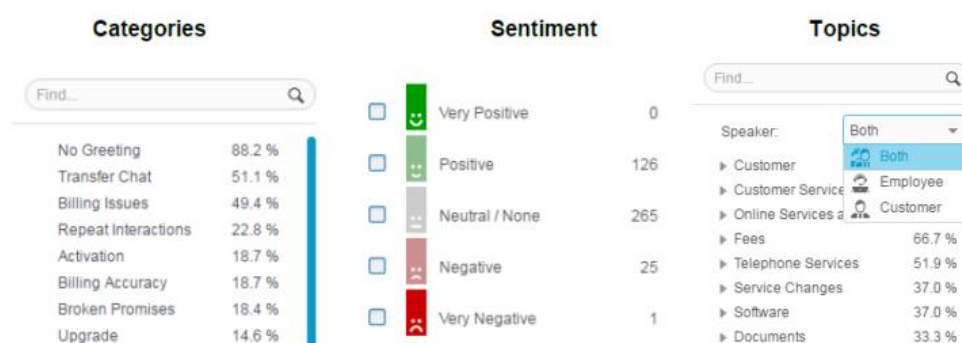 Categories
Find...
No Greeting 88.2 %
Transfer Chat 51.1 %
Billing Issues 49.4 %
Repeat Interactions 22.8 %
Activation 18.7 %
Billing Accuracy 18.7 %
Broken Promises 18.4 %
Upgrade 14.6 %
Sentiment
Very Positive 0
Positive 126
Neutral / None 265
Negative 25
Very Negative 1
Topics
Find...
Speaker: Both
Both
Employee
Customer
Customer
Customer Service
Online Services a
Fees 66.7 %
Telephone Services 51.9 %
Service Changes 37.0 %
Software 37.0 %
Documents 33.3 %